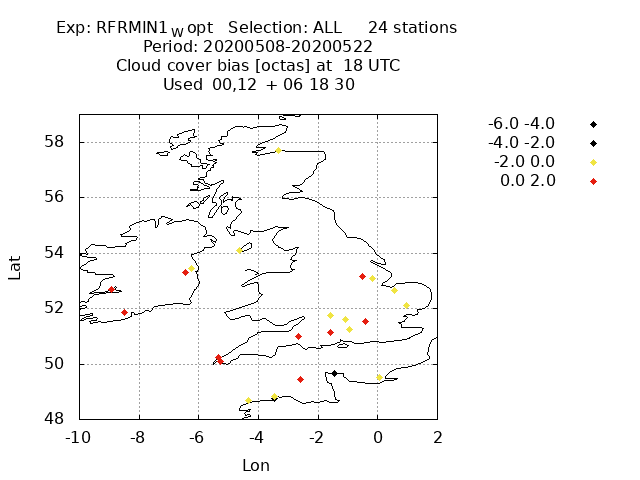 Exp: RFRMIN1Wopt Selection: ALL 24 stations
Period: 20200508-20200522
Cloud cover bias [octas] at 18 UTC
Used 00,12 + 06 18 30
-6.0 -4.0
-4.0 -2.0
-2.0 0.0
0.0 2.0
58
56
54
52
50
48
Lat
-10 -8 -6 -4 -2 0 2
Lon